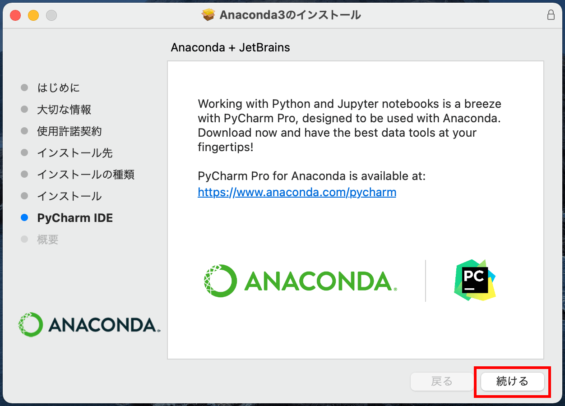 Anaconda3のインストール
Anaconda + JetBrains
はじめに
大切な情報
使用許諾契約
インストール先
インストールの種類
インストール
PyCharm IDE
概要
Working with Python and Jupyter notebooks is a breeze
with PyCharm Pro, designed to be used with Anaconda.
Download now and have the best data tools at your
fingertips!
PyCharm Pro for Anaconda is available at:
https://www.anaconda.com/pycharm
ANACONDA.
PC
ANACONDA.
戻る
続ける